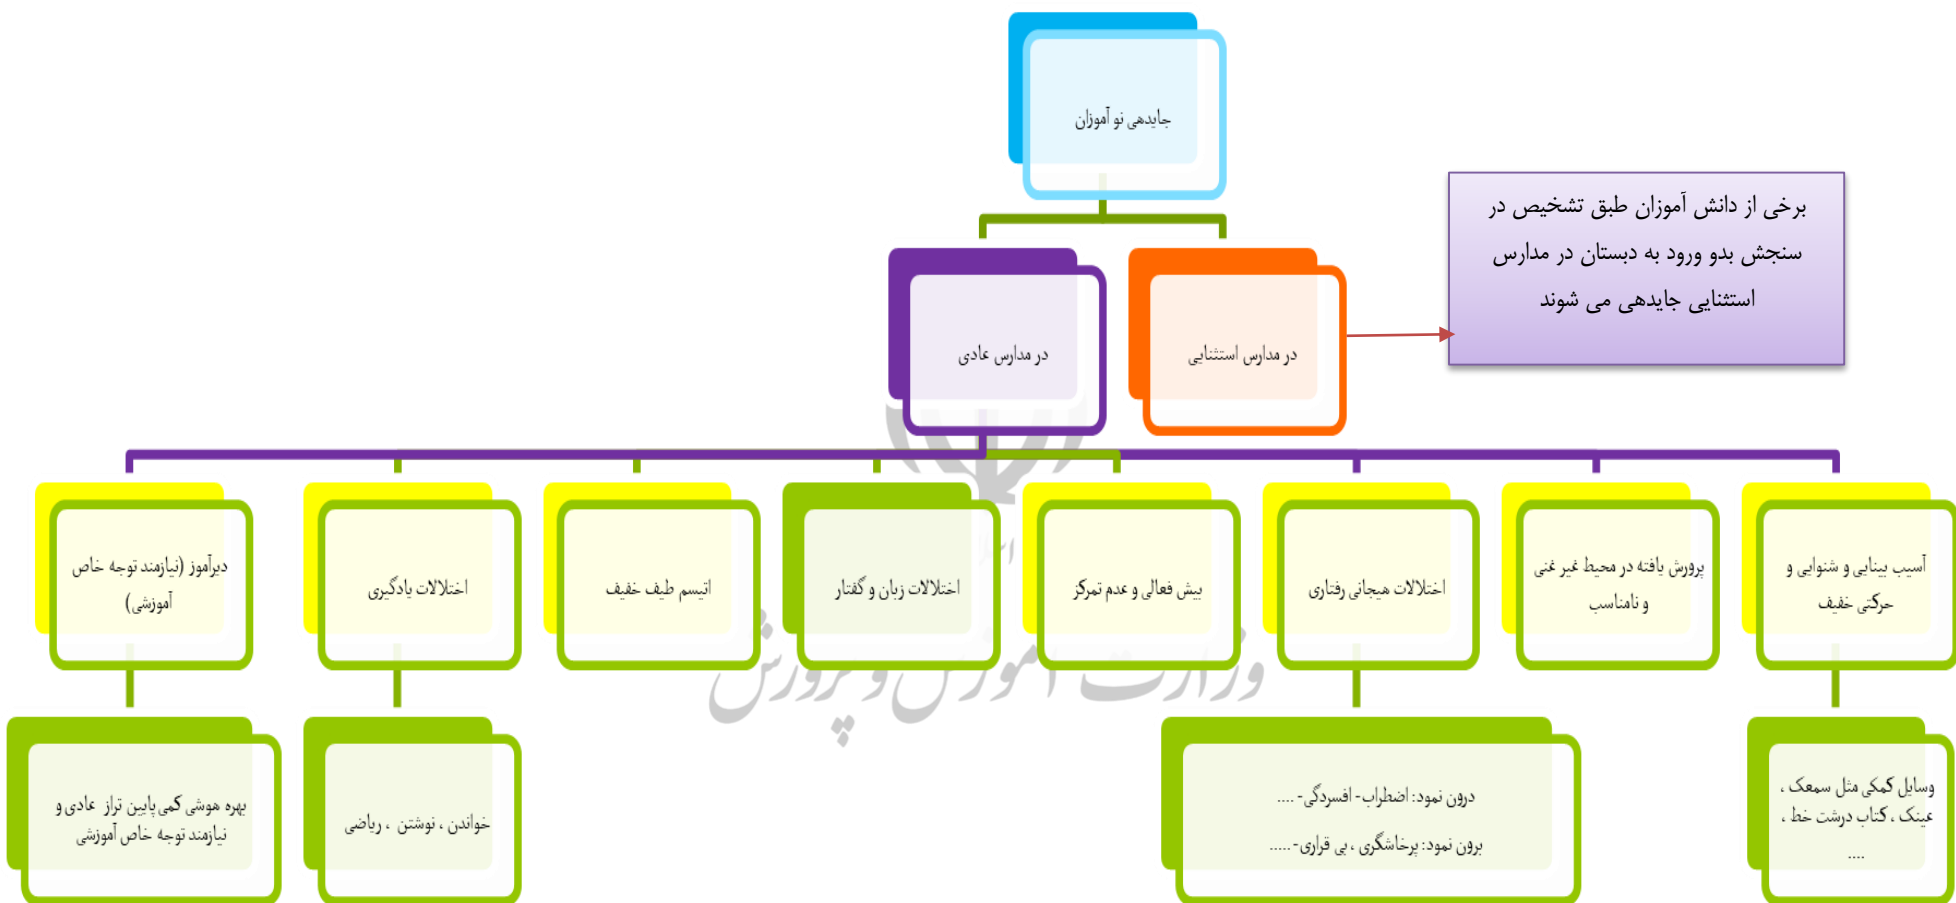 جایدهی نو آموزان
برخی از دانش آموزان طبق تشخیص در
سنجش بدو ورود به دبستان در مدارس
استثنایی جایدهی می شوند
در مدارس استثنایی
در مدارس عادی
آسیب بینایی و شنوایی و
حرکتی خفیف
پرورش یافته در محیط غیر غنی
و نامناسب
اختلالات هیجانی رفتاری
بیش فعالی و عدم تمرکز
اختلالات زبان و گفتار
اتیسم طیف خفیف
اختلالات یادگیری
دیرآموز (نیازمند توجه خاص
آموزشی)
وزارت آموزش و پرورش
وسایل کمکی مثل سمعک ،
عینک ، کتاب درشت خط ،
....
درون نمود: اضطراب- افسردگی- ....
برون نمود: پرخاشگری ، بی قراری- .....
خواندن ، نوشتن ، ریاضی
بهره هوشی کمی پایین تراز عادی و
نیازمند توجه خاص آموزشی